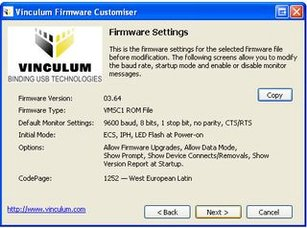 Vinculum Firmware Customiser
VINCULUM
BINDING USB TECHNOLOGIES
Firmware Settings
This is the firmware settings for the selected firmware file
before modification. The following screens allow you to modify
the baud rate, startup mode and enable or disable monitor
messages.
Copy
Firmware Version: 03.64
Firmware Type: VMSC1 ROM File
Default Monitor Settings: 9600 baud, 8 bits, 1 stop bit, no parity, CTS/RTS
Initial Mode: ECS, IPH, LED Flash at Power-on
Options: Allow Firmware Upgrades, Allow Data Mode,
Show Prompt, Show Device Connects/Removals, Show
Version Report at Startup.
CodePage: 1252 — West European Latin
http://www.vinculum.com
< Back
Next >
Cancel